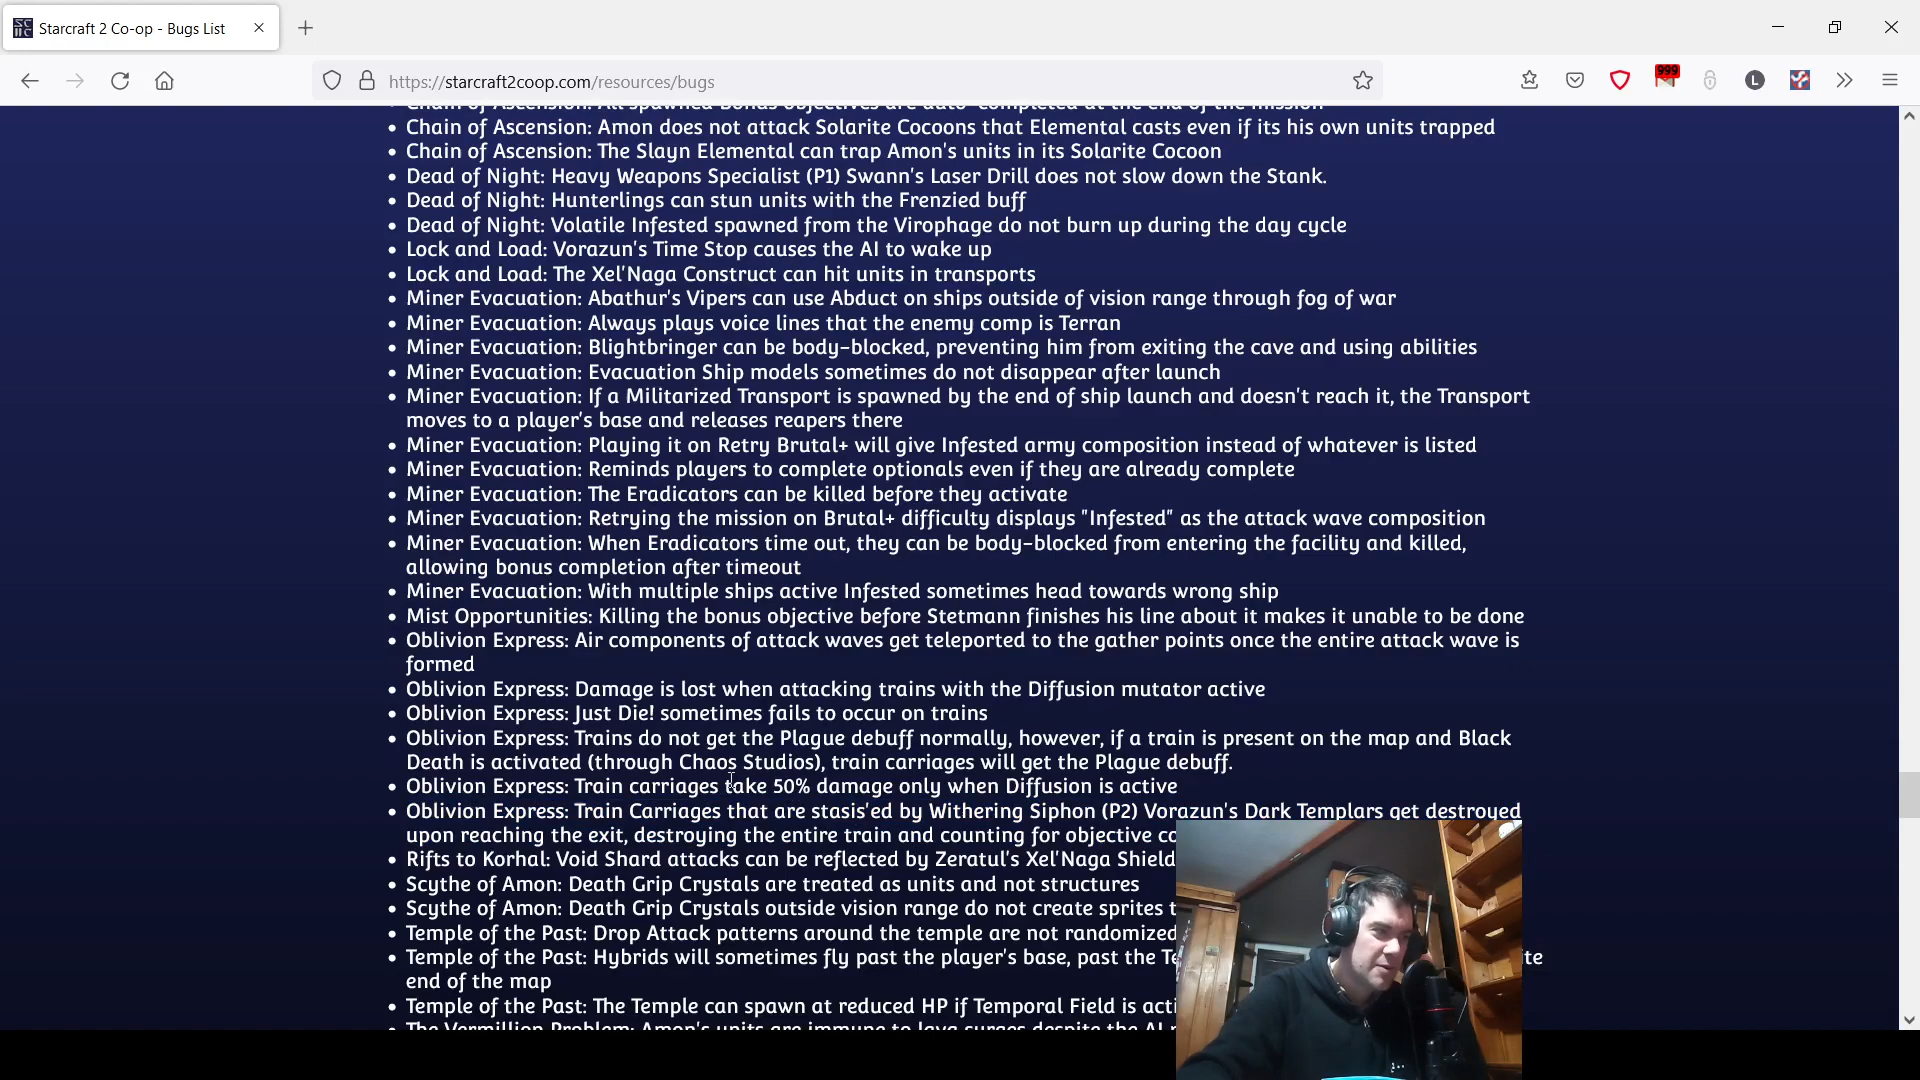 Starcraft 2 Co-op - Bugs List
https://starcraft2coop.com/resources/bugs
999
L
Chain of Ascension: All spawned Bonus objectives are auto-completed at the end of the mission
Chain of Ascension: Amon does not attack Solarite Cocoons that Elemental casts even if its his own units trapped
Chain of Ascension: The Slayn Elemental can trap Amon's units in its Solarite Cocoon
Dead of Night: Heavy Weapons Specialist (P1) Swann's Laser Drill does not slow down the Stank.
Dead of Night: Hunterlings can stun units with the Frenzied buff
Dead of Night: Volatile Infested spawned from the Virophage do not burn up during the day cycle
Lock and Load: Vorazun's Time Stop causes the AI to wake up
Lock and Load: The Xel'Naga Construct can hit units in transports
Miner Evacuation: Abathur's Vipers can use Abduct on ships outside of vision range through fog of war
Miner Evacuation: Always plays voice lines that the enemy comp is Terran
Miner Evacuation: Blightbringer can be body-blocked, preventing him from exiting the cave and using abilities
Miner Evacuation: Evacuation Ship models sometimes do not disappear after launch
Miner Evacuation: If a Militarized Transport is spawned by the end of ship launch and doesn't reach it, the Transport
moves to a player's base and releases reapers there
Miner Evacuation: Playing it on Retry Brutal+ will give Infested army composition instead of whatever is listed
Miner Evacuation: Reminds players to complete optionals even if they are already complete
Miner Evacuation: The Eradicators can be killed before they activate
Miner Evacuation: Retrying the mission on Brutal+ difficulty displays "Infested" as the attack wave composition
Miner Evacuation: When Eradicators time out, they can be body-blocked from entering the facility and killed,
allowing bonus completion after timeout
Miner Evacuation: With multiple ships active Infested sometimes head towards wrong ship
Mist Opportunities: Killing the bonus objective before Stetmann finishes his line about it makes it unable to be done
Oblivion Express: Air components of attack waves get teleported to the gather points once the entire attack wave is
formed
Oblivion Express: Damage is lost when attacking trains with the Diffusion mutator active
Oblivion Express: Just Die! sometimes fails to occur on trains
Oblivion Express: Trains do not get the Plague debuff normally, however, if a train is present on the map and Black
Death is activated (through Chaos Studios), train carriages will get the Plague debuff.
Oblivion Express: Train carriages take 50% damage only when Diffusion is active
Oblivion Express: Train Carriages that are stasis'ed by Withering Siphon (P2) Vorazun's Dark Templars get destroyed
upon reaching the exit, destroying the entire train and counting for objective
Rifts to Korhal: Void Shard attacks can be reflected by Zeratul's Xel'Naga Shield
Scythe of Amon: Death Grip Crystals are treated as units and not structures
Scythe of Amon: Death Grip Crystals outside vision range do not create sprites
Temple of the Past: Drop Attack patterns around the temple are not randomized
Temple of the Past: Hybrids will sometimes fly past the player's base, past the
end of the map
Temple of the Past: The Temple can spawn at reduced HP if Temporal Field is
The Vermillion Problem: Amon's units are immune to lava surges despite the AI